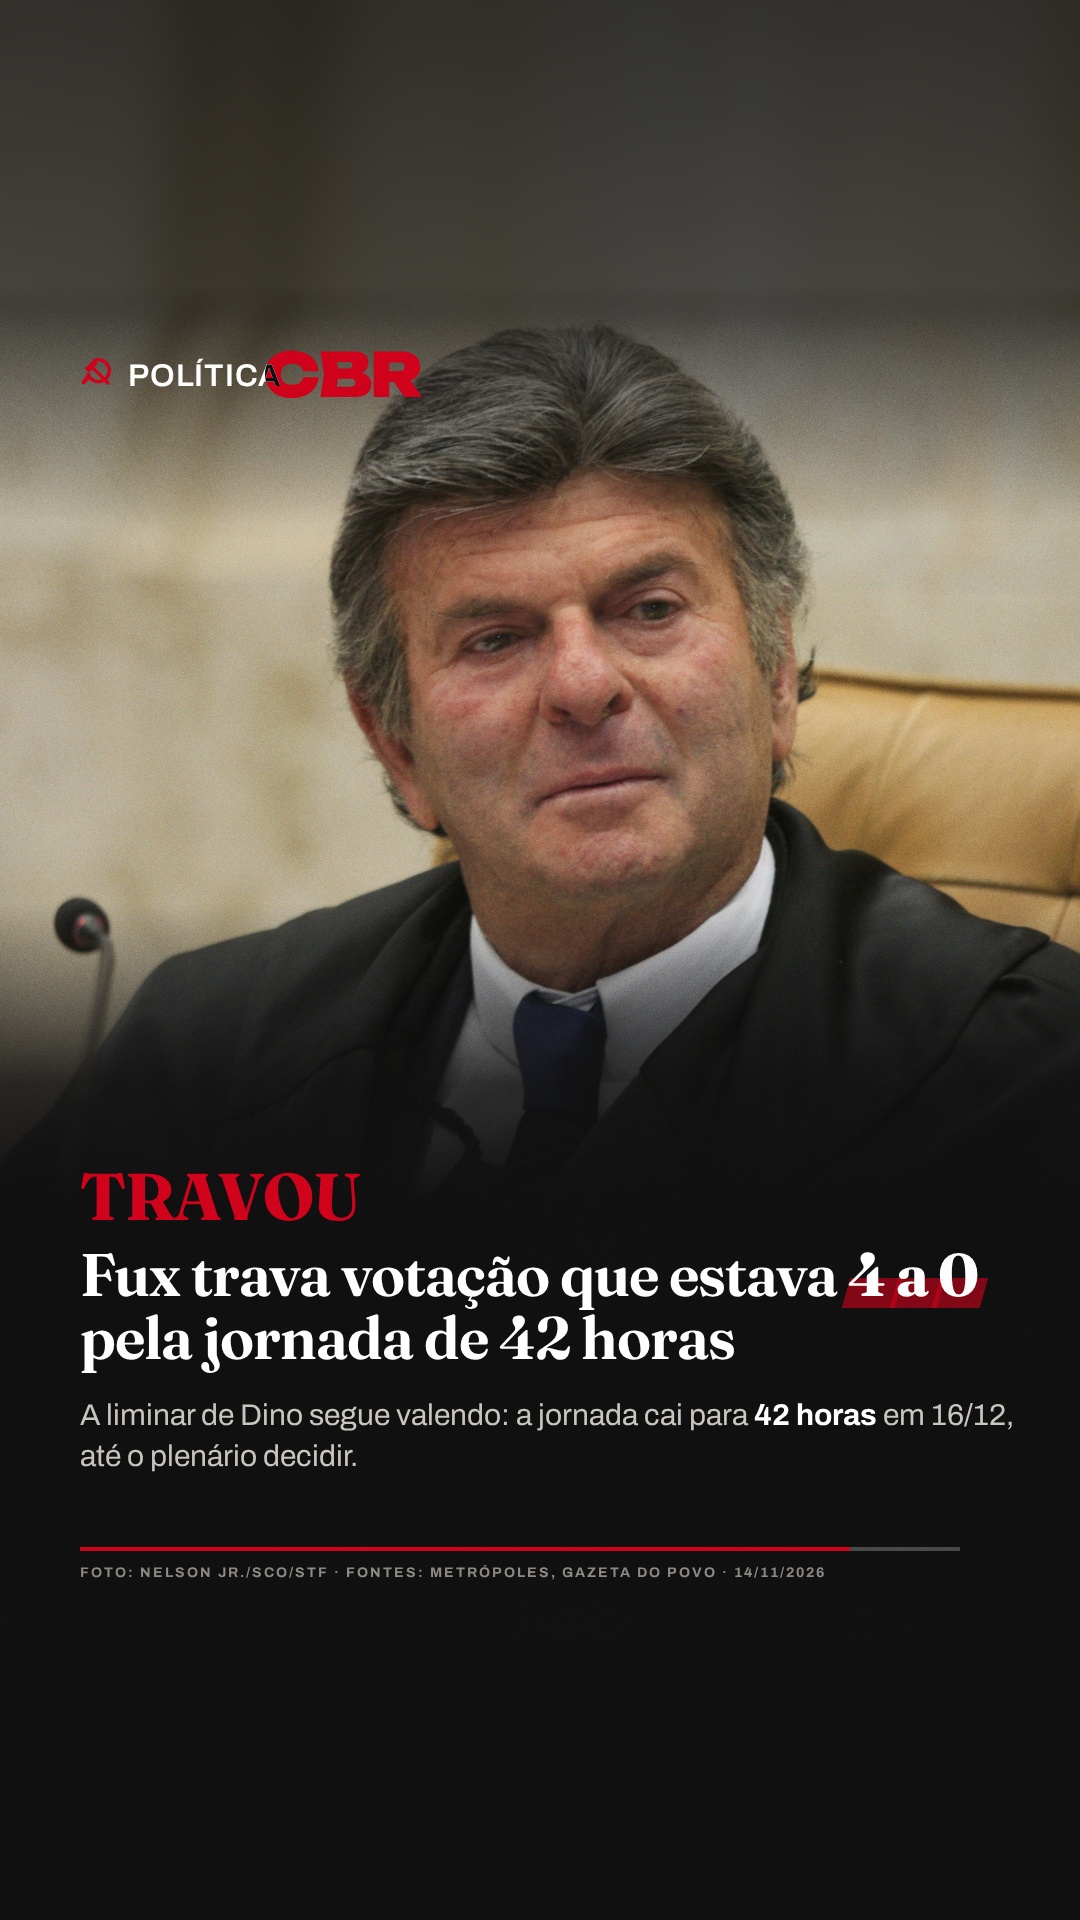 POLÍTICA CBR
TRAVOU
Fux trava votação que estava 4 a 0
pela jornada de 42 horas
A liminar de Dino segue valendo: a jornada cai para 42 horas em 16/12,
até o plenário decidir.
FOTO: NELSON JR./SCO/STF · FONTES: METRÓPOLES, GAZETA DO POVO · 14/11/2026